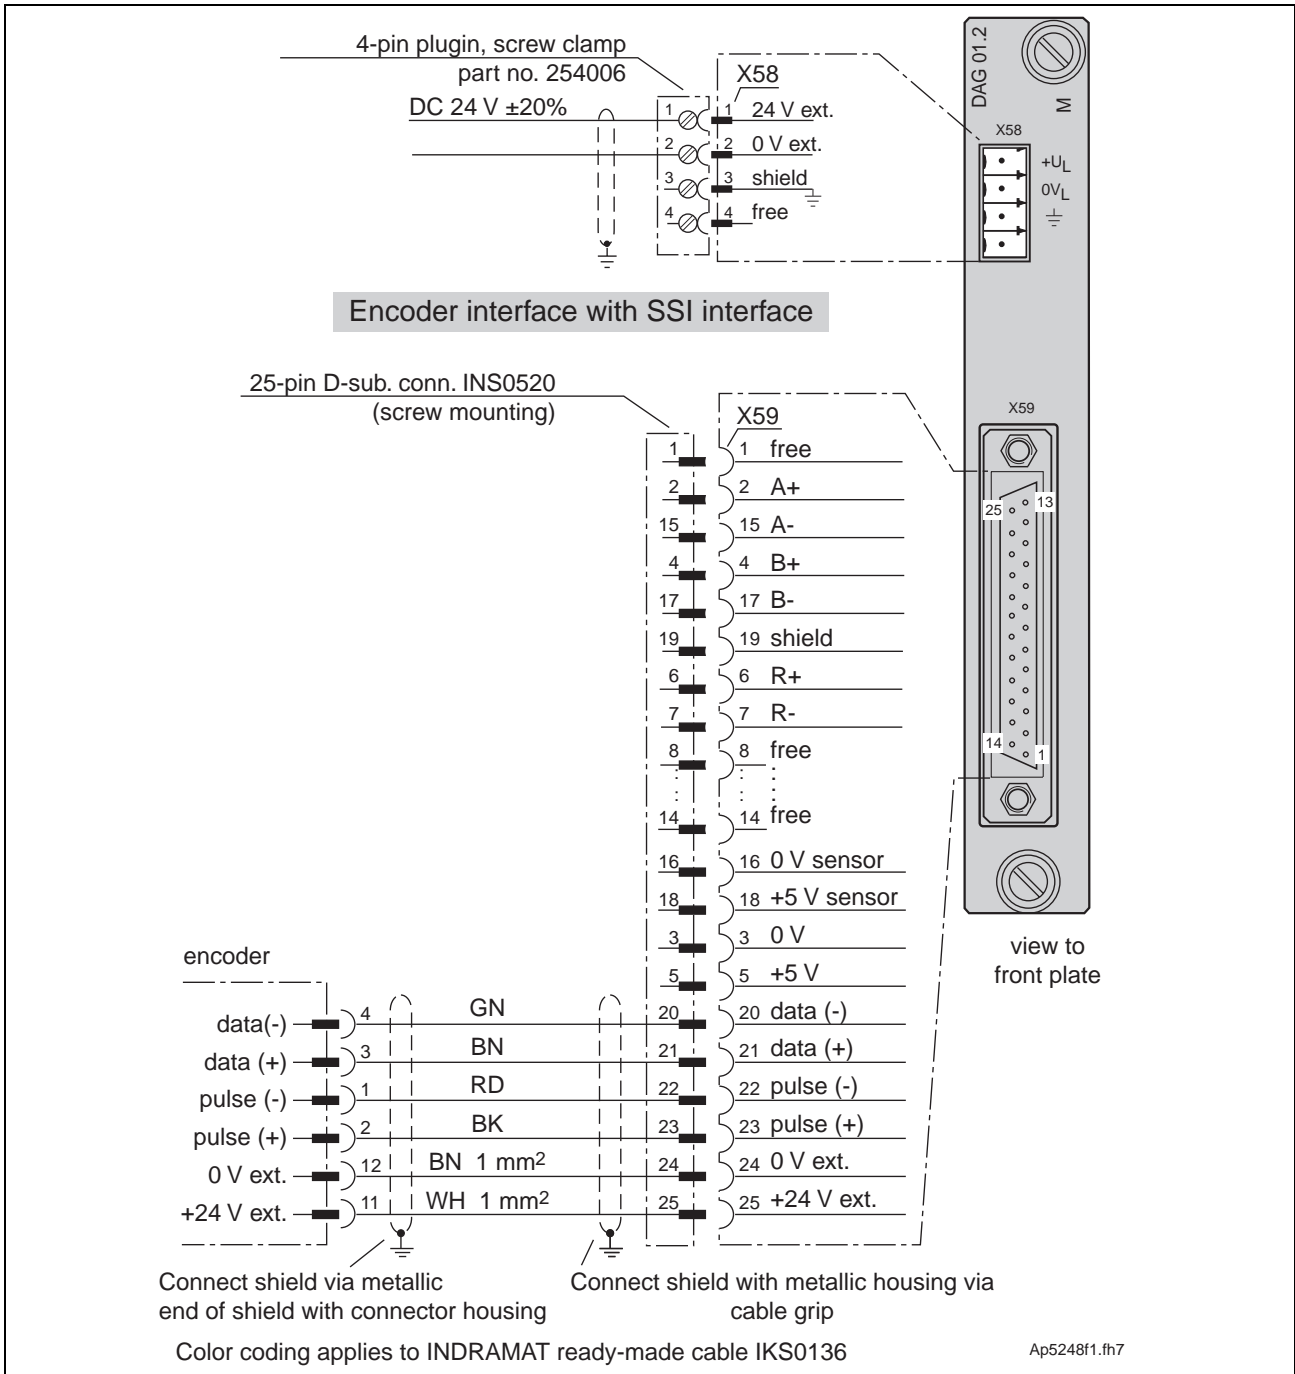 4-pin plugin, screw clamp
part no. 254006
DC 24 V ±20%
X58
1 1 24 V ext.
2 2 0 V ext.
3 3 shield
4 4 free
DAG 01.2
M
X58
+UL
0VL
Encoder interface with SSI interface
25-pin D-sub. conn. INS0520
(screw mounting)
X59
1 1 free
2 2 A+
15 15 A-
4 4 B+
17 17 B-
19 19 shield
6 6 R+
7 7 R-
8 8 free
14 14 free
16 16 0 V sensor
18 18 +5 V sensor
3 3 0 V
5 5 +5 V
X59
25 13
14 1
view to
front plate
encoder
data(-) 4 GN 20 20 data (-)
data (+) 3 BN 21 21 data (+)
pulse (-) 1 RD 22 22 pulse (-)
pulse (+) 2 BK 23 23 pulse (+)
0 V ext. 12 BN 1 mm² 24 24 0 V ext.
+24 V ext. 11 WH 1 mm² 25 25 +24 V ext.
Connect shield via metallic
end of shield with connector housing
Connect shield with metallic housing via
cable grip
Color coding applies to INDRAMAT ready-made cable IKS0136
Ap5248f1.fh7